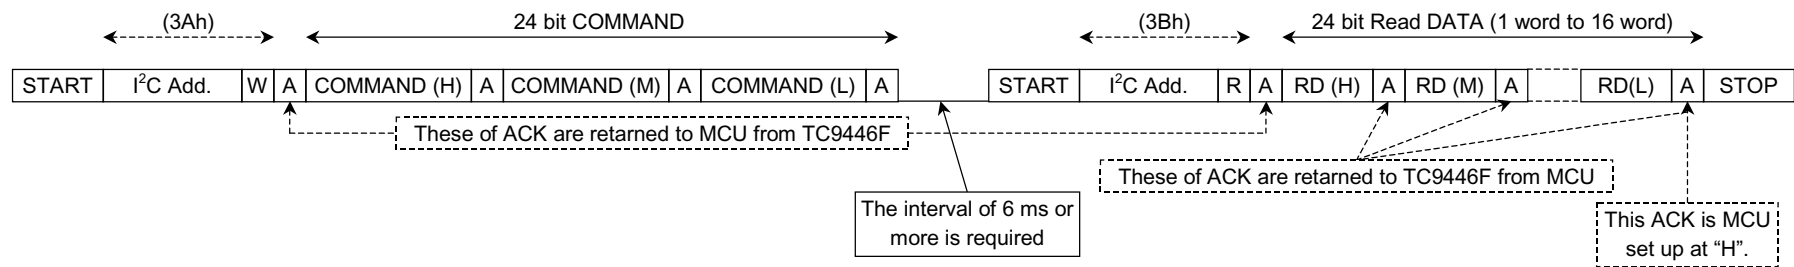 (3Ah) 24 bit COMMAND (3Bh) 24 bit Read DATA (1 word to 16 word)
START I²C Add. W A COMMAND (H) A COMMAND (M) A COMMAND (L) A START I²C Add. R A RD (H) A RD (M) A RD(L) A STOP
These of ACK are retarned to MCU from TC9446F
These of ACK are retarned to TC9446F from MCU
The interval of 6 ms or
more is required
This ACK is MCU
set up at “H”.